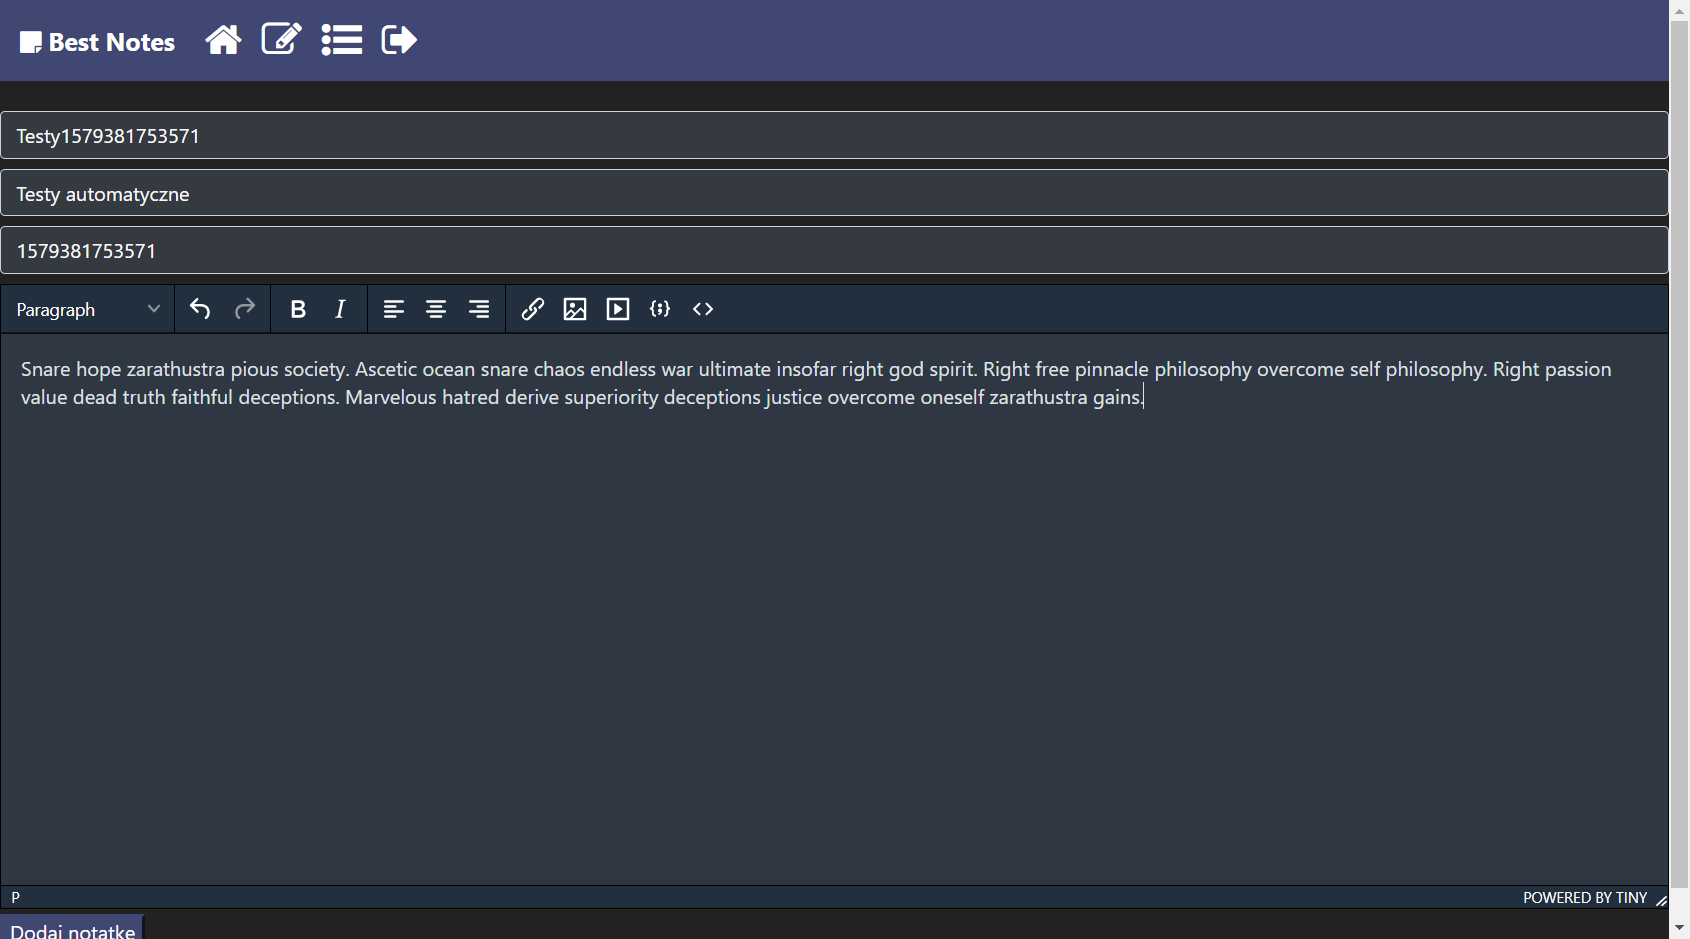 Best Notes
Testy1579381753571
Testy automatyczne
1579381753571
Paragraph
B I
Snare hope zarathustra pious society. Ascetic ocean snare chaos endless war ultimate insofar right god spirit. Right free pinnacle philosophy overcome self philosophy. Right passion
value dead truth faithful deceptions. Marvelous hatred derive superiority deceptions justice overcome oneself zarathustra gains.
P
POWERED BY TINY
Dodaj notatkę